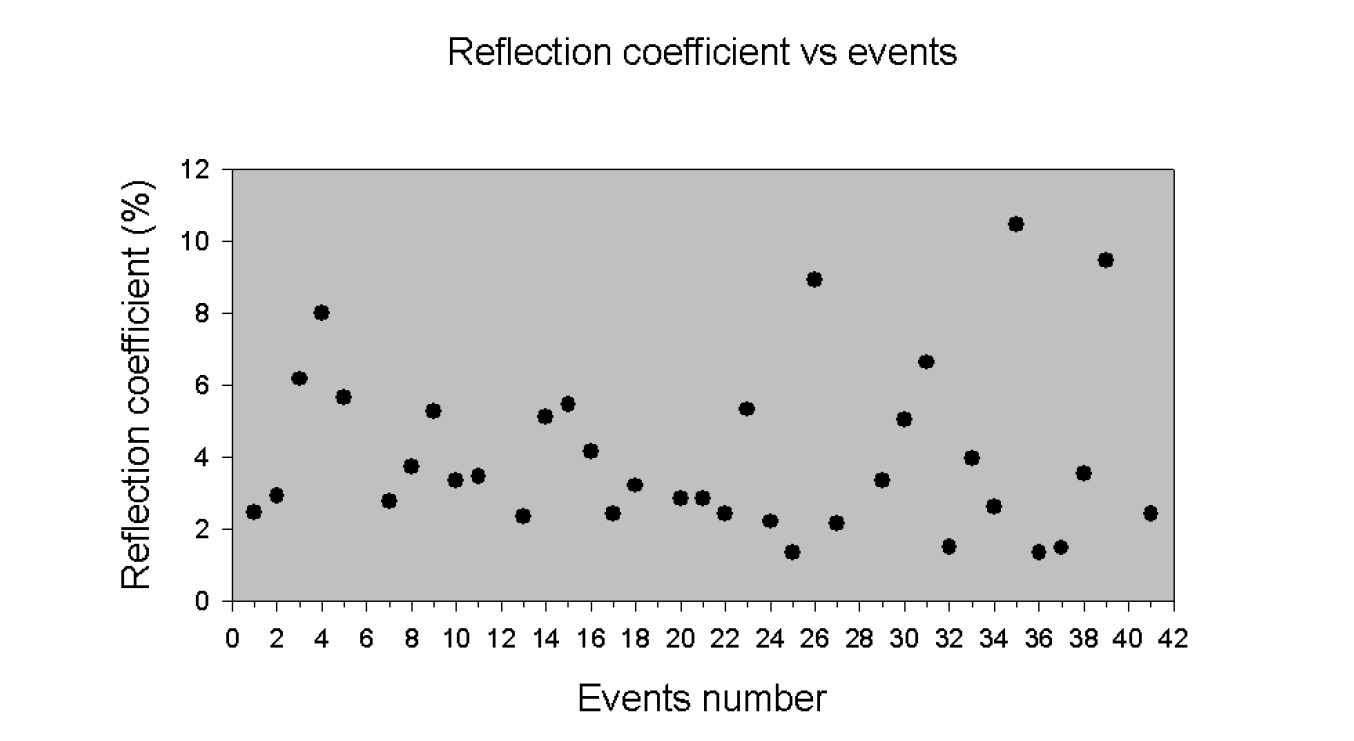 Reflection coefficient vs events
Reflection coefficient (%)
12
10
8
6
4
2
0
0 2 4 6 8 10 12 14 16 18 20 22 24 26 28 30 32 34 36 38 40 42
Events number